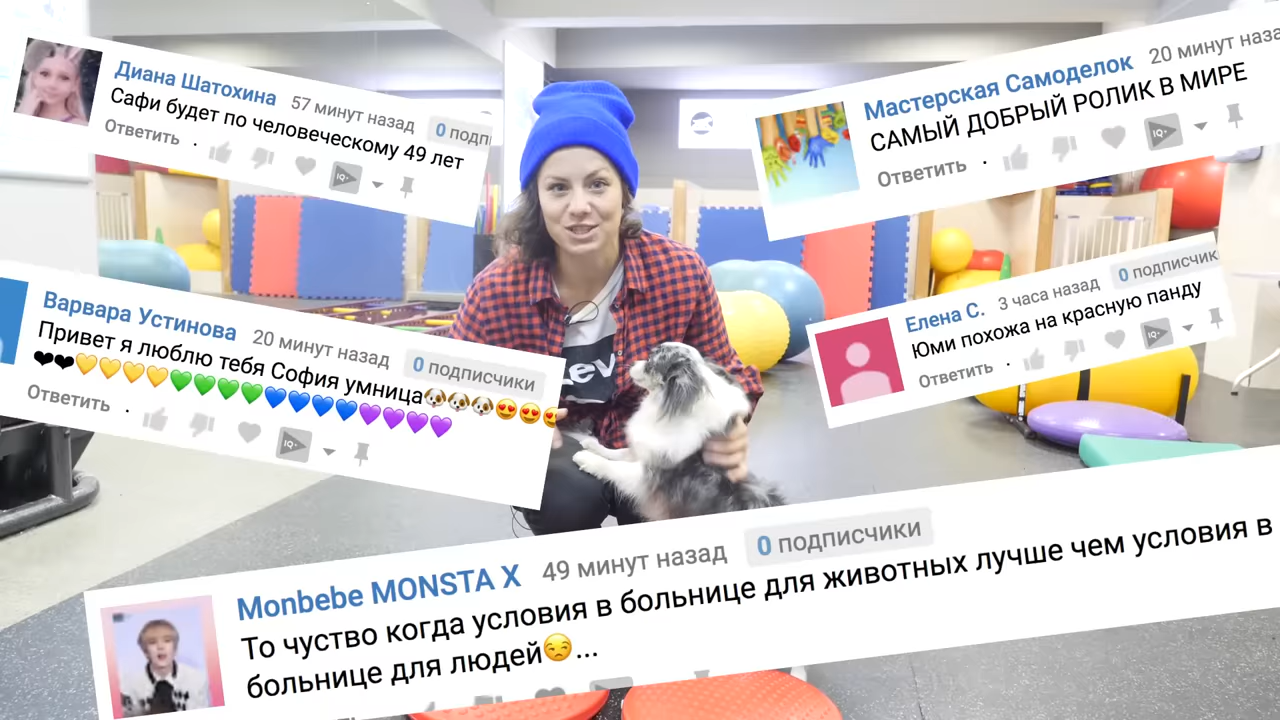 Диана Шатохина 57 минут назад 0
Сафи будет по человеческому 49 лет
Ответить
Мастерская Самоделок 20 минут
САМЫЙ ДОБРЫЙ РОЛИК В МИРЕ
Ответить
Елена С. 3 часа назад 0
Юми похожа на красную панду
Ответить
Варвара Устинова 20 минут назад 0 подписчики
Привет я люблю тебя София умница🐶🐶🐶😍😍😍
🖤🖤💛💛💛💛💚💚💚💚💙💙💙💙💜💜💜💜
Ответить
Monbebe MONSTA X 49 минут назад 0 подписчики
То чуство когда условия в больнице для животных лучше чем условия в
больнице для людей😒...